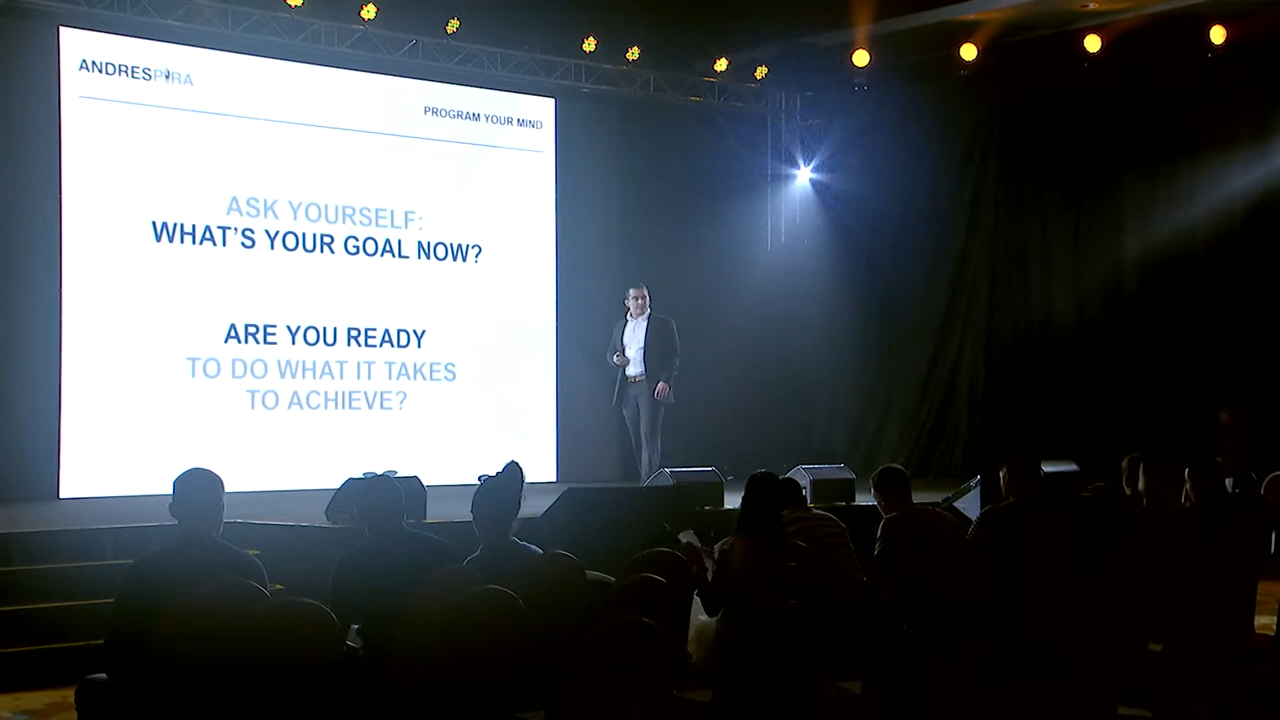 ANDRESPIRA
PROGRAM YOUR MIND
ASK YOURSELF:
WHAT'S YOUR GOAL NOW?
ARE YOU READY
TO DO WHAT IT TAKES
TO ACHIEVE?